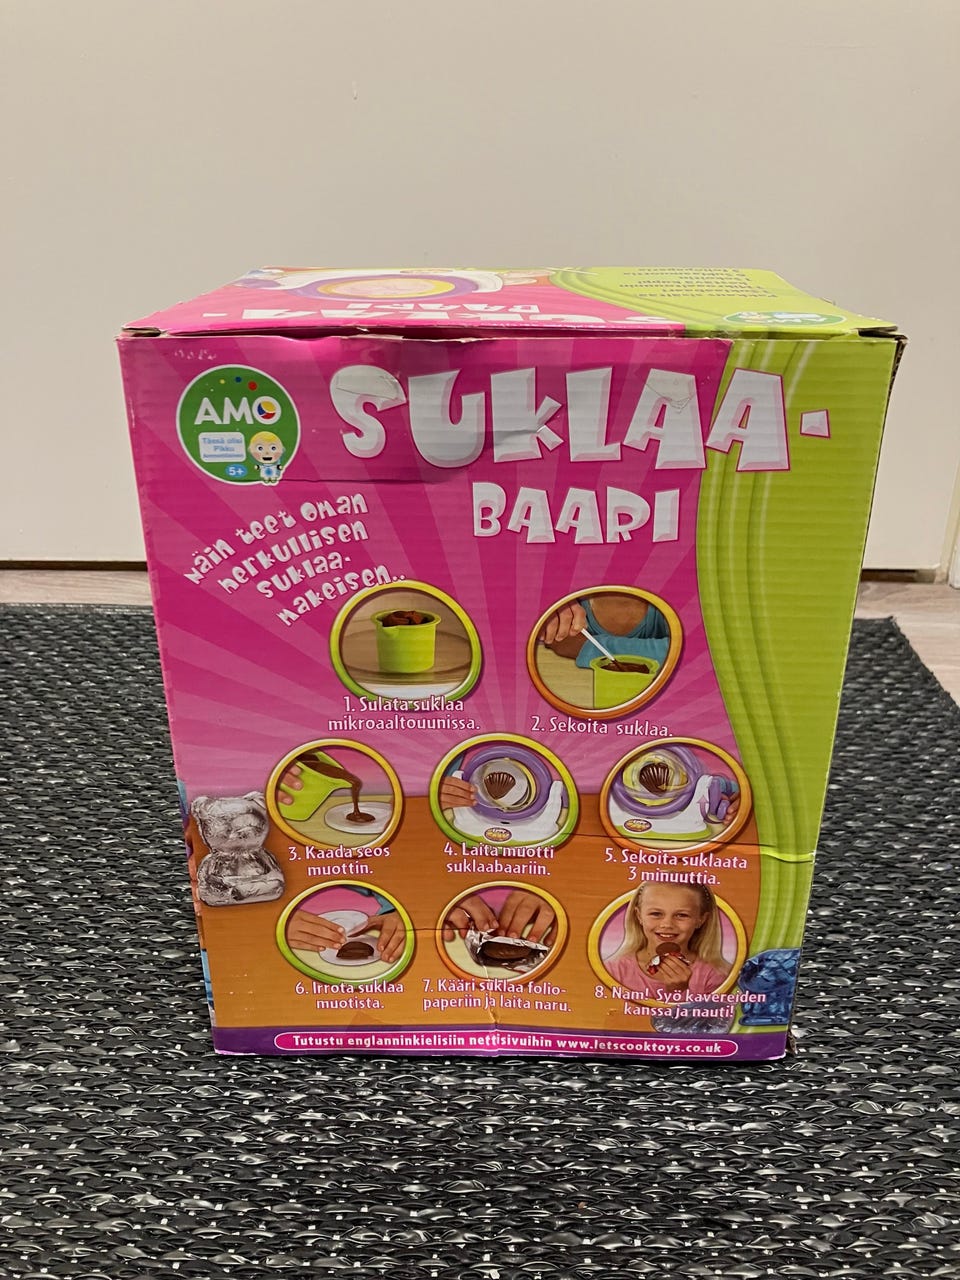 SUKLAA-
BAARI
AMO
Tässä olisi
Pikku
5+
SUKLAA-
BAARI
Näin teet oman
herkullisen
suklaa-
makeisen..
1. Sulata suklaa
mikroaaltouunissa.
2. Sekoita suklaa.
3. Kaada seos
muottiin.
4. Laita muotti
suklaabaariin.
5. Sekoita suklaata
3 minuuttia.
6. Irrota suklaa
muotista.
7. Kääri suklaa folio-
paperiin ja laita naru.
8. Nam! Syö kavereiden
kanssa ja nauti!
Tutustu englanninkielisiin nettisivuihin www.letscooktoys.co.uk